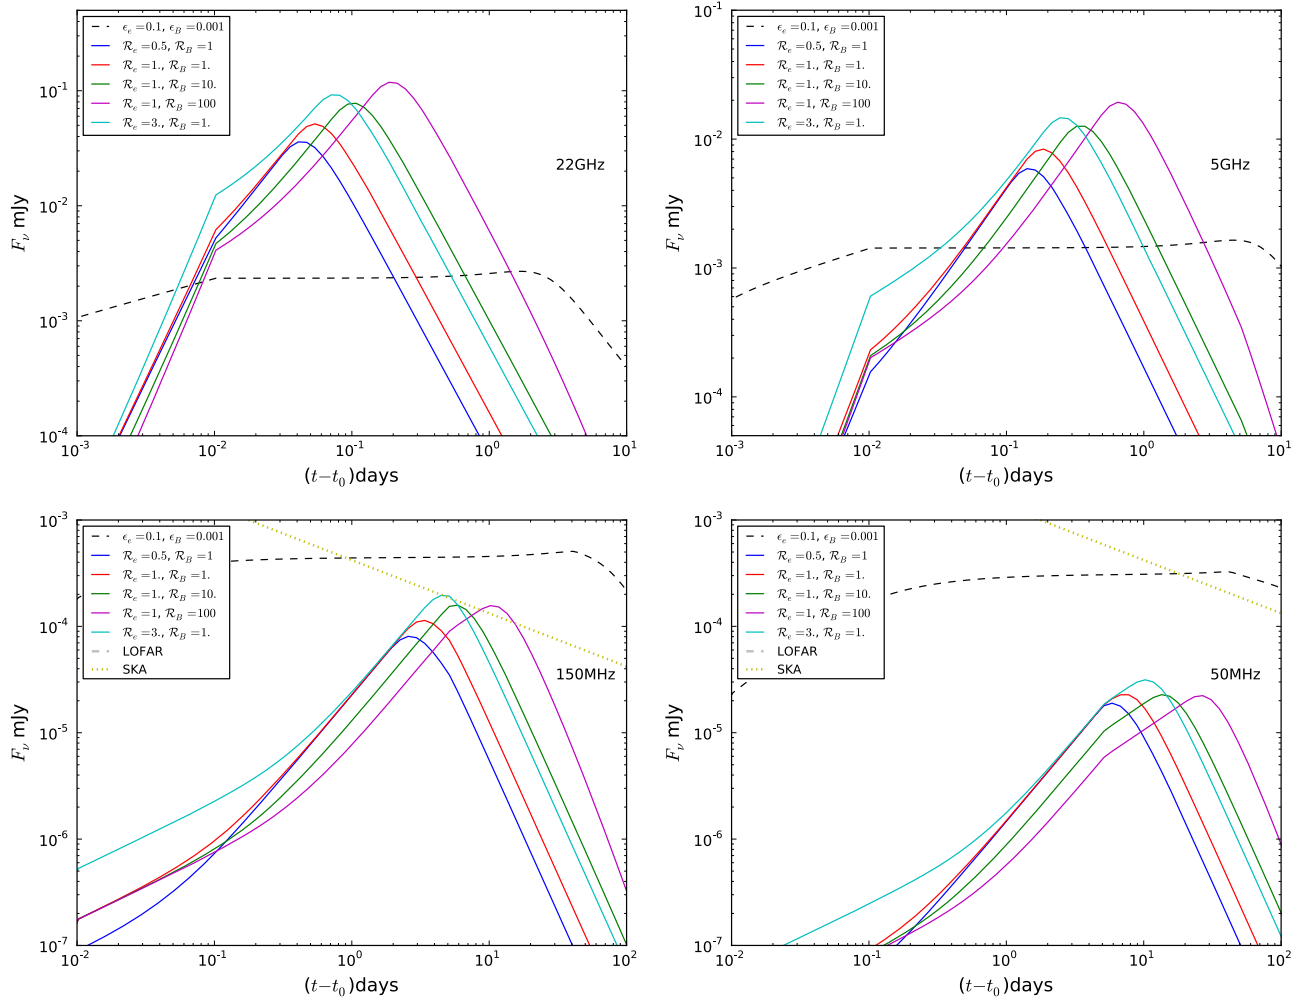 ϵ_e=0.1, ϵ_B=0.001
ℛ_e=0.5, ℛ_B=1
ℛ_e=1., ℛ_B=1.
ℛ_e=1., ℛ_B=10.
ℛ_e=1, ℛ_B=100
ℛ_e=3., ℛ_B=1.
22GHz
F_ν mJy
10^-1
10^-2
10^-3
10^-4
10^-3 10^-2 10^-1 10^0 10^1
(t−t_0)days
ϵ_e=0.1, ϵ_B=0.001
ℛ_e=0.5, ℛ_B=1
ℛ_e=1., ℛ_B=1.
ℛ_e=1., ℛ_B=10.
ℛ_e=1, ℛ_B=100
ℛ_e=3., ℛ_B=1.
5GHz
F_ν mJy
10^-1
10^-2
10^-3
10^-4
10^-3 10^-2 10^-1 10^0 10^1
(t−t_0)days
ϵ_e=0.1, ϵ_B=0.001
ℛ_e=0.5, ℛ_B=1
ℛ_e=1., ℛ_B=1.
ℛ_e=1., ℛ_B=10.
ℛ_e=1, ℛ_B=100
ℛ_e=3., ℛ_B=1.
LOFAR
SKA
150MHz
F_ν mJy
10^-3
10^-4
10^-5
10^-6
10^-7
10^-2 10^-1 10^0 10^1 10^2
(t−t_0)days
ϵ_e=0.1, ϵ_B=0.001
ℛ_e=0.5, ℛ_B=1
ℛ_e=1., ℛ_B=1.
ℛ_e=1., ℛ_B=10.
ℛ_e=1, ℛ_B=100
ℛ_e=3., ℛ_B=1.
LOFAR
SKA
50MHz
F_ν mJy
10^-3
10^-4
10^-5
10^-6
10^-7
10^-2 10^-1 10^0 10^1 10^2
(t−t_0)days